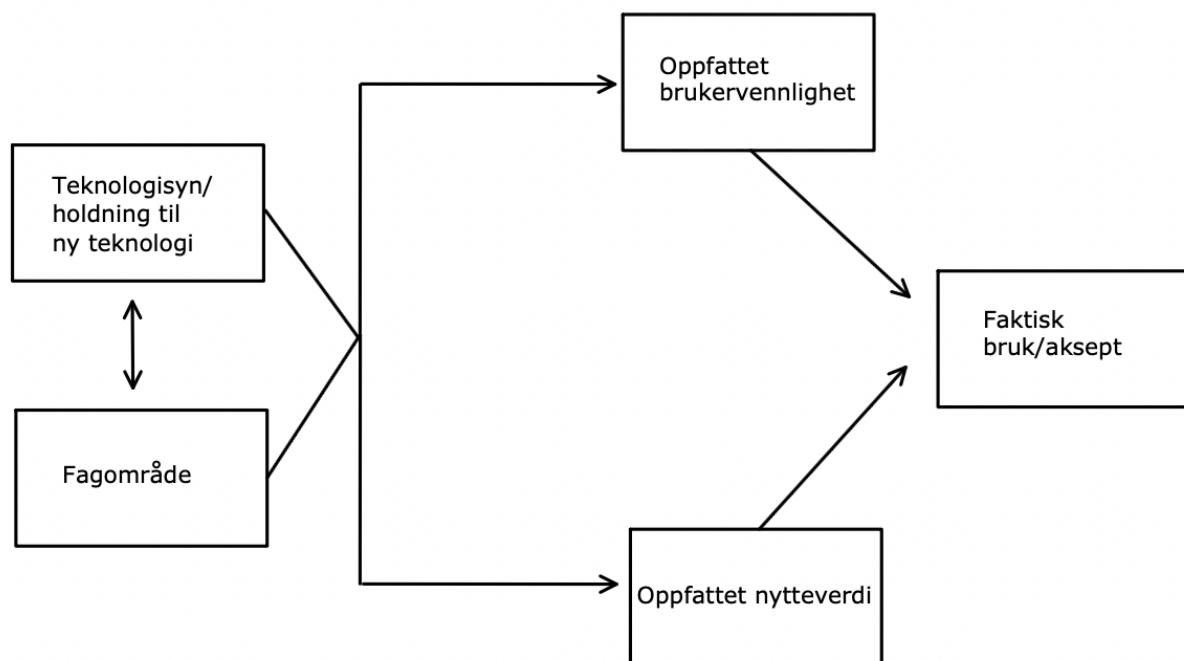 Oppfattet
brukervennlighet
Teknologisyn/
holdning til
ny teknologi
Faktisk
bruk/aksept
Fagområde
Oppfattet nytteverdi